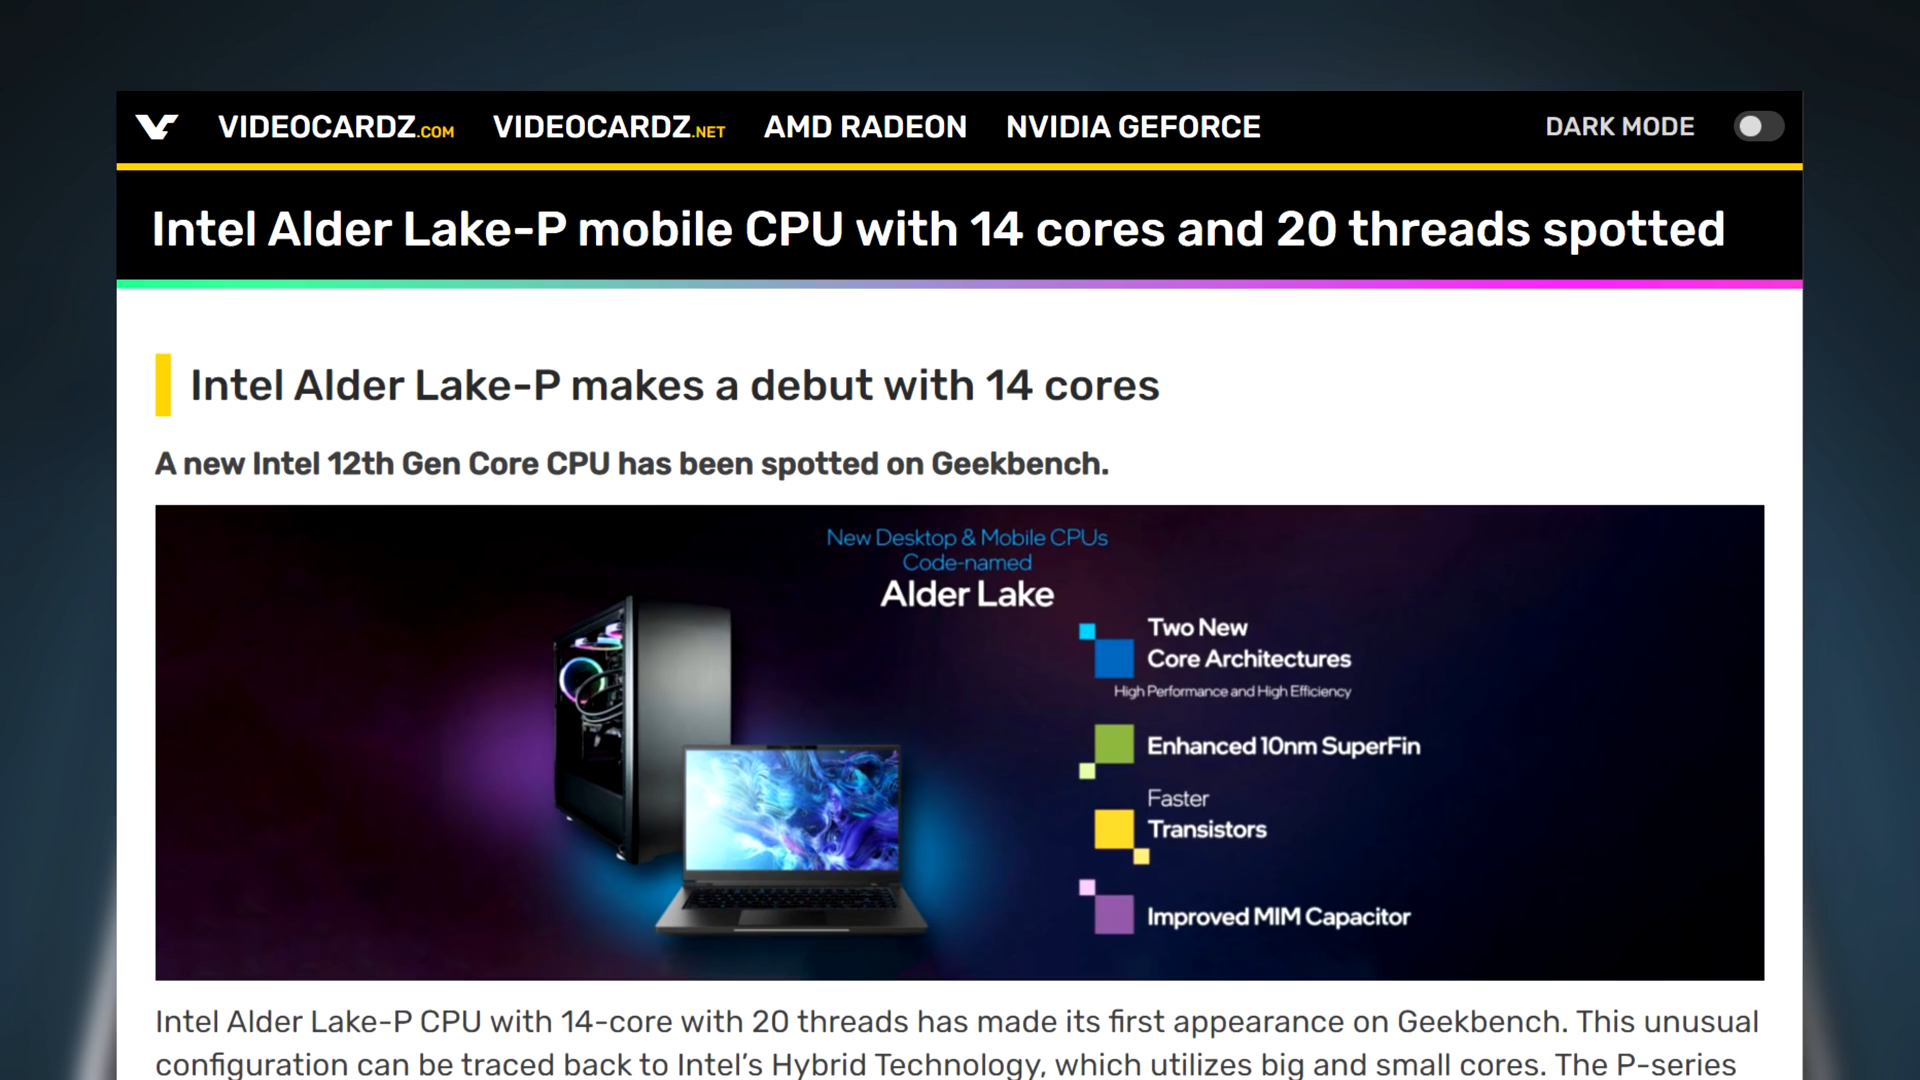 VIDEOCARDZ.COM VIDEOCARDZ.NET AMD RADEON NVIDIA GEFORCE DARK MODE
Intel Alder Lake-P mobile CPU with 14 cores and 20 threads spotted
Intel Alder Lake-P makes a debut with 14 cores
A new Intel 12th Gen Core CPU has been spotted on Geekbench.
New Desktop & Mobile CPUs
Code-named
Alder Lake
Two New
Core Architectures
High Performance and High Efficiency
Enhanced 10nm SuperFin
Faster
Transistors
Improved MIM Capacitor
Intel Alder Lake-P CPU with 14-core with 20 threads has made its first appearance on Geekbench. This unusual
configuration can be traced back to Intel’s Hybrid Technology, which utilizes big and small cores. The P-series